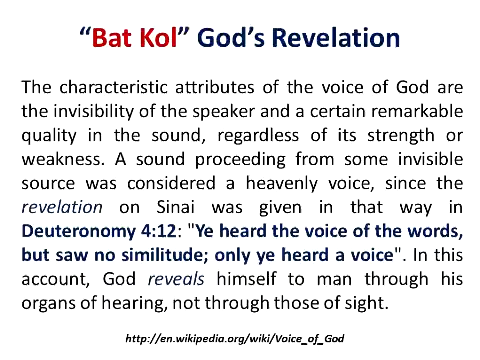 “Bat Kol” God’s Revelation
The characteristic attributes of the voice of God are
the invisibility of the speaker and a certain remarkable
quality in the sound, regardless of its strength or
weakness. A sound proceeding from some invisible
source was considered a heavenly voice, since the
revelation on Sinai was given in that way in
Deuteronomy 4:12: "Ye heard the voice of the words,
but saw no similitude; only ye heard a voice". In this
account, God reveals himself to man through his
organs of hearing, not through those of sight.
http://en.wikipedia.org/wiki/Voice_of_God